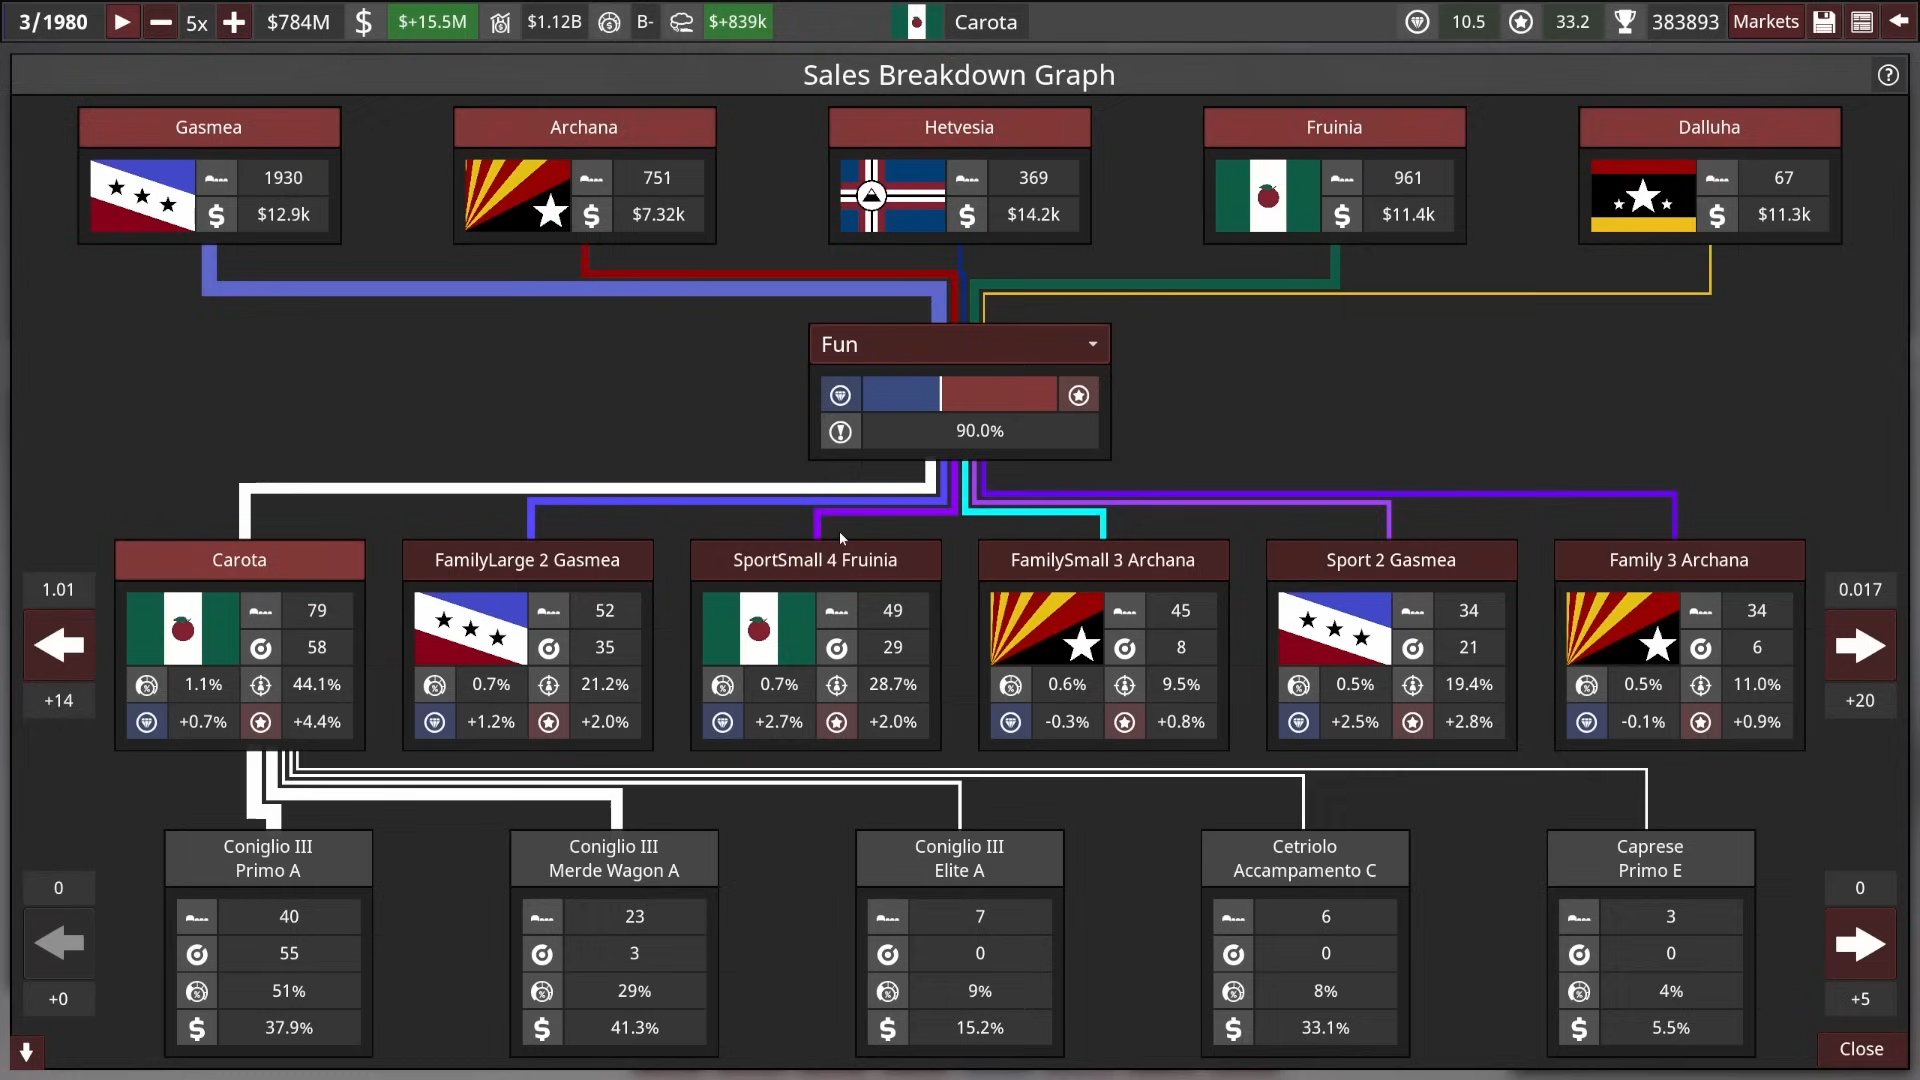 3/1980 5x $784M $+15.5M $1.12B B- $+839k Carota 10.5 33.2 383893 Markets
Sales Breakdown Graph
Gasmea Archana Hetvesia Fruinia Dalluha
1930 751 369 961 67
$12.9k $7.32k $14.2k $11.4k $11.3k
Fun
90.0%
Carota FamilyLarge 2 Gasmea SportSmall 4 Fruinia FamilySmall 3 Archana Sport 2 Gasmea Family 3 Archana
1.01 0.017
79 52 49 45 34 34
58 35 29 8 21 6
1.1% 44.1% 0.7% 21.2% 0.7% 28.7% 0.6% 9.5% 0.5% 19.4% 0.5% 11.0%
+14 +20
+0.7% +4.4% +1.2% +2.0% +2.7% +2.0% -0.3% +0.8% +2.5% +2.8% -0.1% +0.9%
Coniglio III Coniglio III Coniglio III Cetriolo Caprese
Primo A Merde Wagon A Elite A Accampamento C Primo E
0 0
40 23 7 6 3
55 3 0 0 0
51% 29% 9% 8% 4%
+0 +5
37.9% 41.3% 15.2% 33.1% 5.5%
Close